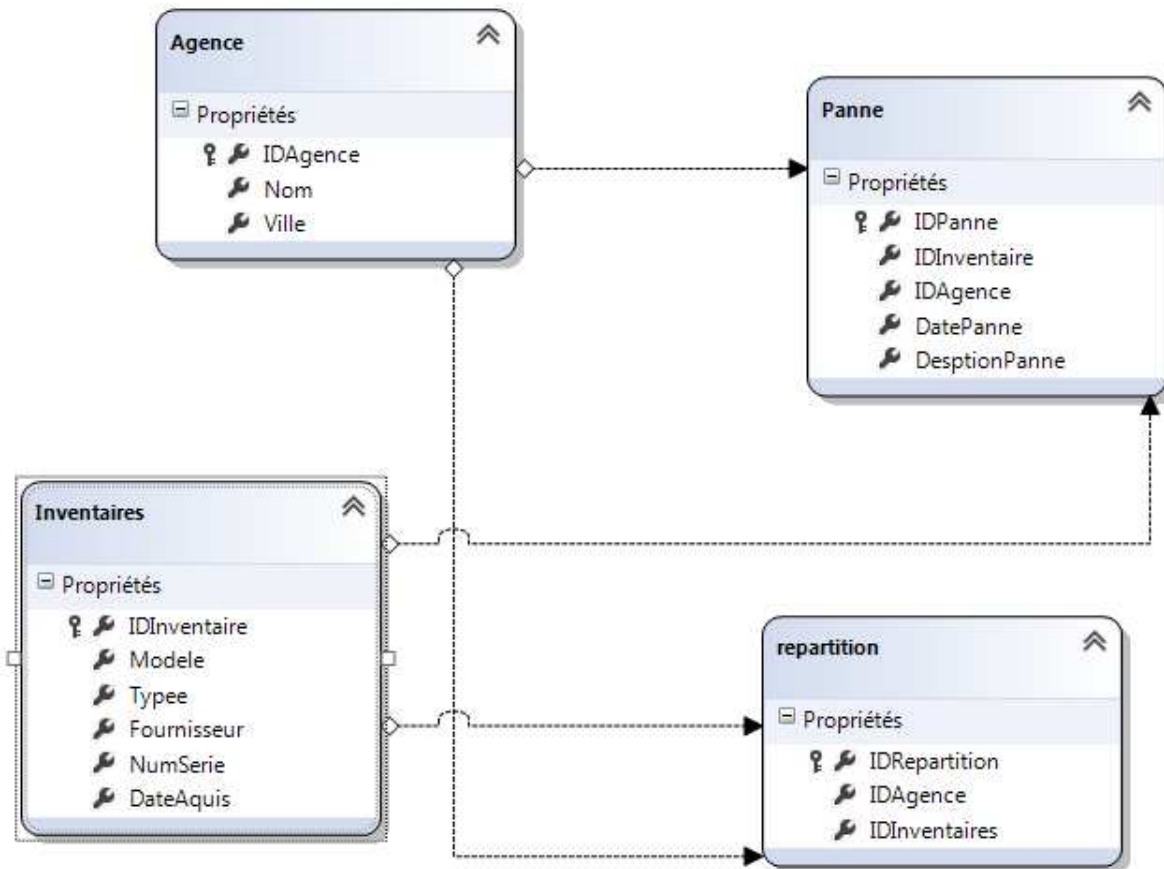 Agence
Propriétés
IDAgence
Nom
Ville
Panne
Propriétés
IDPanne
IDInventaire
IDAgence
DatePanne
DesptionPanne
Inventaires
Propriétés
IDInventaire
Modele
Typee
Fournisseur
NumSerie
DateAquis
repartition
Propriétés
IDRepartition
IDAgence
IDInventaires